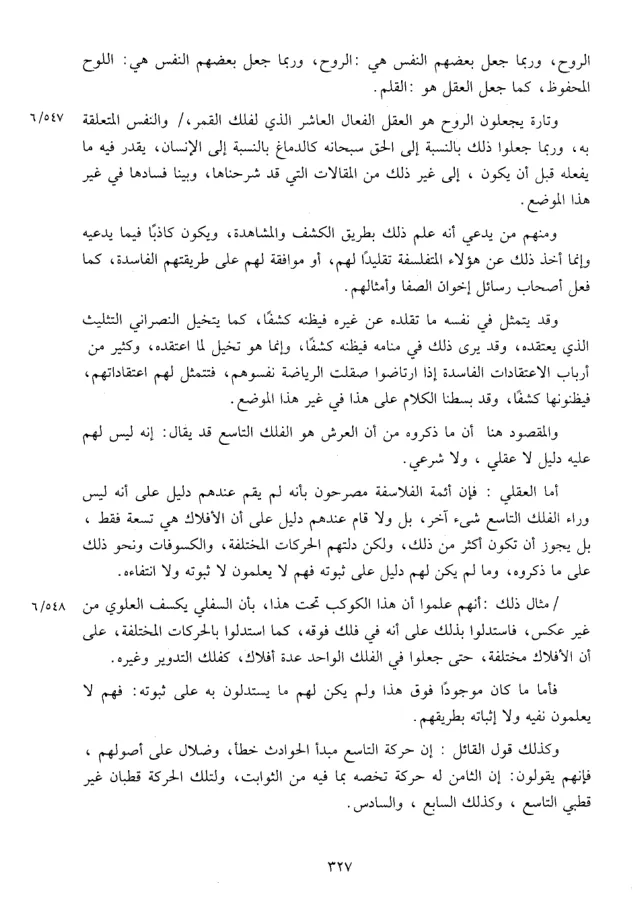 الروح، وربما جعل بعضهم النفس هي :الروح، وربما جعل بعضهم النفس هي: اللوح
المحفوظ، كما جعل العقل هو :القلم.
٦/٥٤٧ وتارة يجعلون الروح هو العقل الفعال العاشر الذي لفلك القمر،/ والنفس المتعلقة
به، وربما جعلوا ذلك بالنسبة إلى الحق سبحانه كالدماغ بالنسبة إلى الإنسان، يقدر فيه ما
يفعله قبل أن يكون ، إلى غير ذلك من المقالات التي قد شرحناها، وبينا فسادها في غير
هذا الموضع.
ومنهم من يدعي أنه علم ذلك بطريق الكشف والمشاهدة، ويكون كاذبًا فيما يدعيه
وإنما أخذ ذلك عن هؤلاء المتفلسفة تقليدًا لهم، أو موافقة لهم على طريقتهم الفاسدة، كما
فعل أصحاب رسائل إخوان الصفا وأمثالهم.
وقد يتمثل في نفسه ما تقلده عن غيره فيظنه كشفًا، كما يتخيل النصراني التثليث
الذي يعتقده، وقد يرى ذلك في منامه فيظنه كشفًا، وإنما هو تخيل لما اعتقده، وكثير من
أرباب الاعتقادات الفاسدة إذا ارتاضوا صقلت الرياضة نفوسهم، فتتمثل لهم اعتقاداتهم،
فيظنونها كشفًا، وقد بسطنا الكلام على هذا في غير هذا الموضع.
والمقصود هنا أن ما ذكروه من أن العرش هو الفلك التاسع قد يقال: إنه ليس لهم
عليه دليل لا عقلي ، ولا شرعي.
أما العقلي : فإن أئمة الفلاسفة مصرحون بأنه لم يقم عندهم دليل على أنه ليس
وراء الفلك التاسع شىء آخر، بل ولا قام عندهم دليل على أن الأفلاك هي تسعة فقط ،
بل يجوز أن تكون أكثر من ذلك، ولكن دلتهم الحركات المختلفة، والكسوفات ونحو ذلك
على ما ذكروه، وما لم يكن لهم دليل على ثبوته فهم لا يعلمون لا ثبوته ولا انتفاءه.
٦/٥٤٨ /مثال ذلك :أنهم علموا أن هذا الكوكب تحت هذا، بأن السفلي يكسف العلوي من
غير عكس، فاستدلوا بذلك على أنه في فلك فوقه، كما استدلوا بالحركات المختلفة، على
أن الأفلاك مختلفة، حتى جعلوا في الفلك الواحد عدة أفلاك، كفلك التدوير وغيره.
فأما ما كان موجودًا فوق هذا ولم يكن لهم ما يستدلون به على ثبوته: فهم لا
يعلمون نفيه ولا إثباته بطريقهم.
وكذلك قول القائل : إن حركة التاسع مبدأ الحوادث خطأ، وضلال على أصولهم ،
فإنهم يقولون: إن الثامن له حركة تخصه بما فيه من الثوابت، ولتلك الحركة قطبان غير
قطبي التاسع ، وكذلك السابع ، والسادس.
٣٢٧